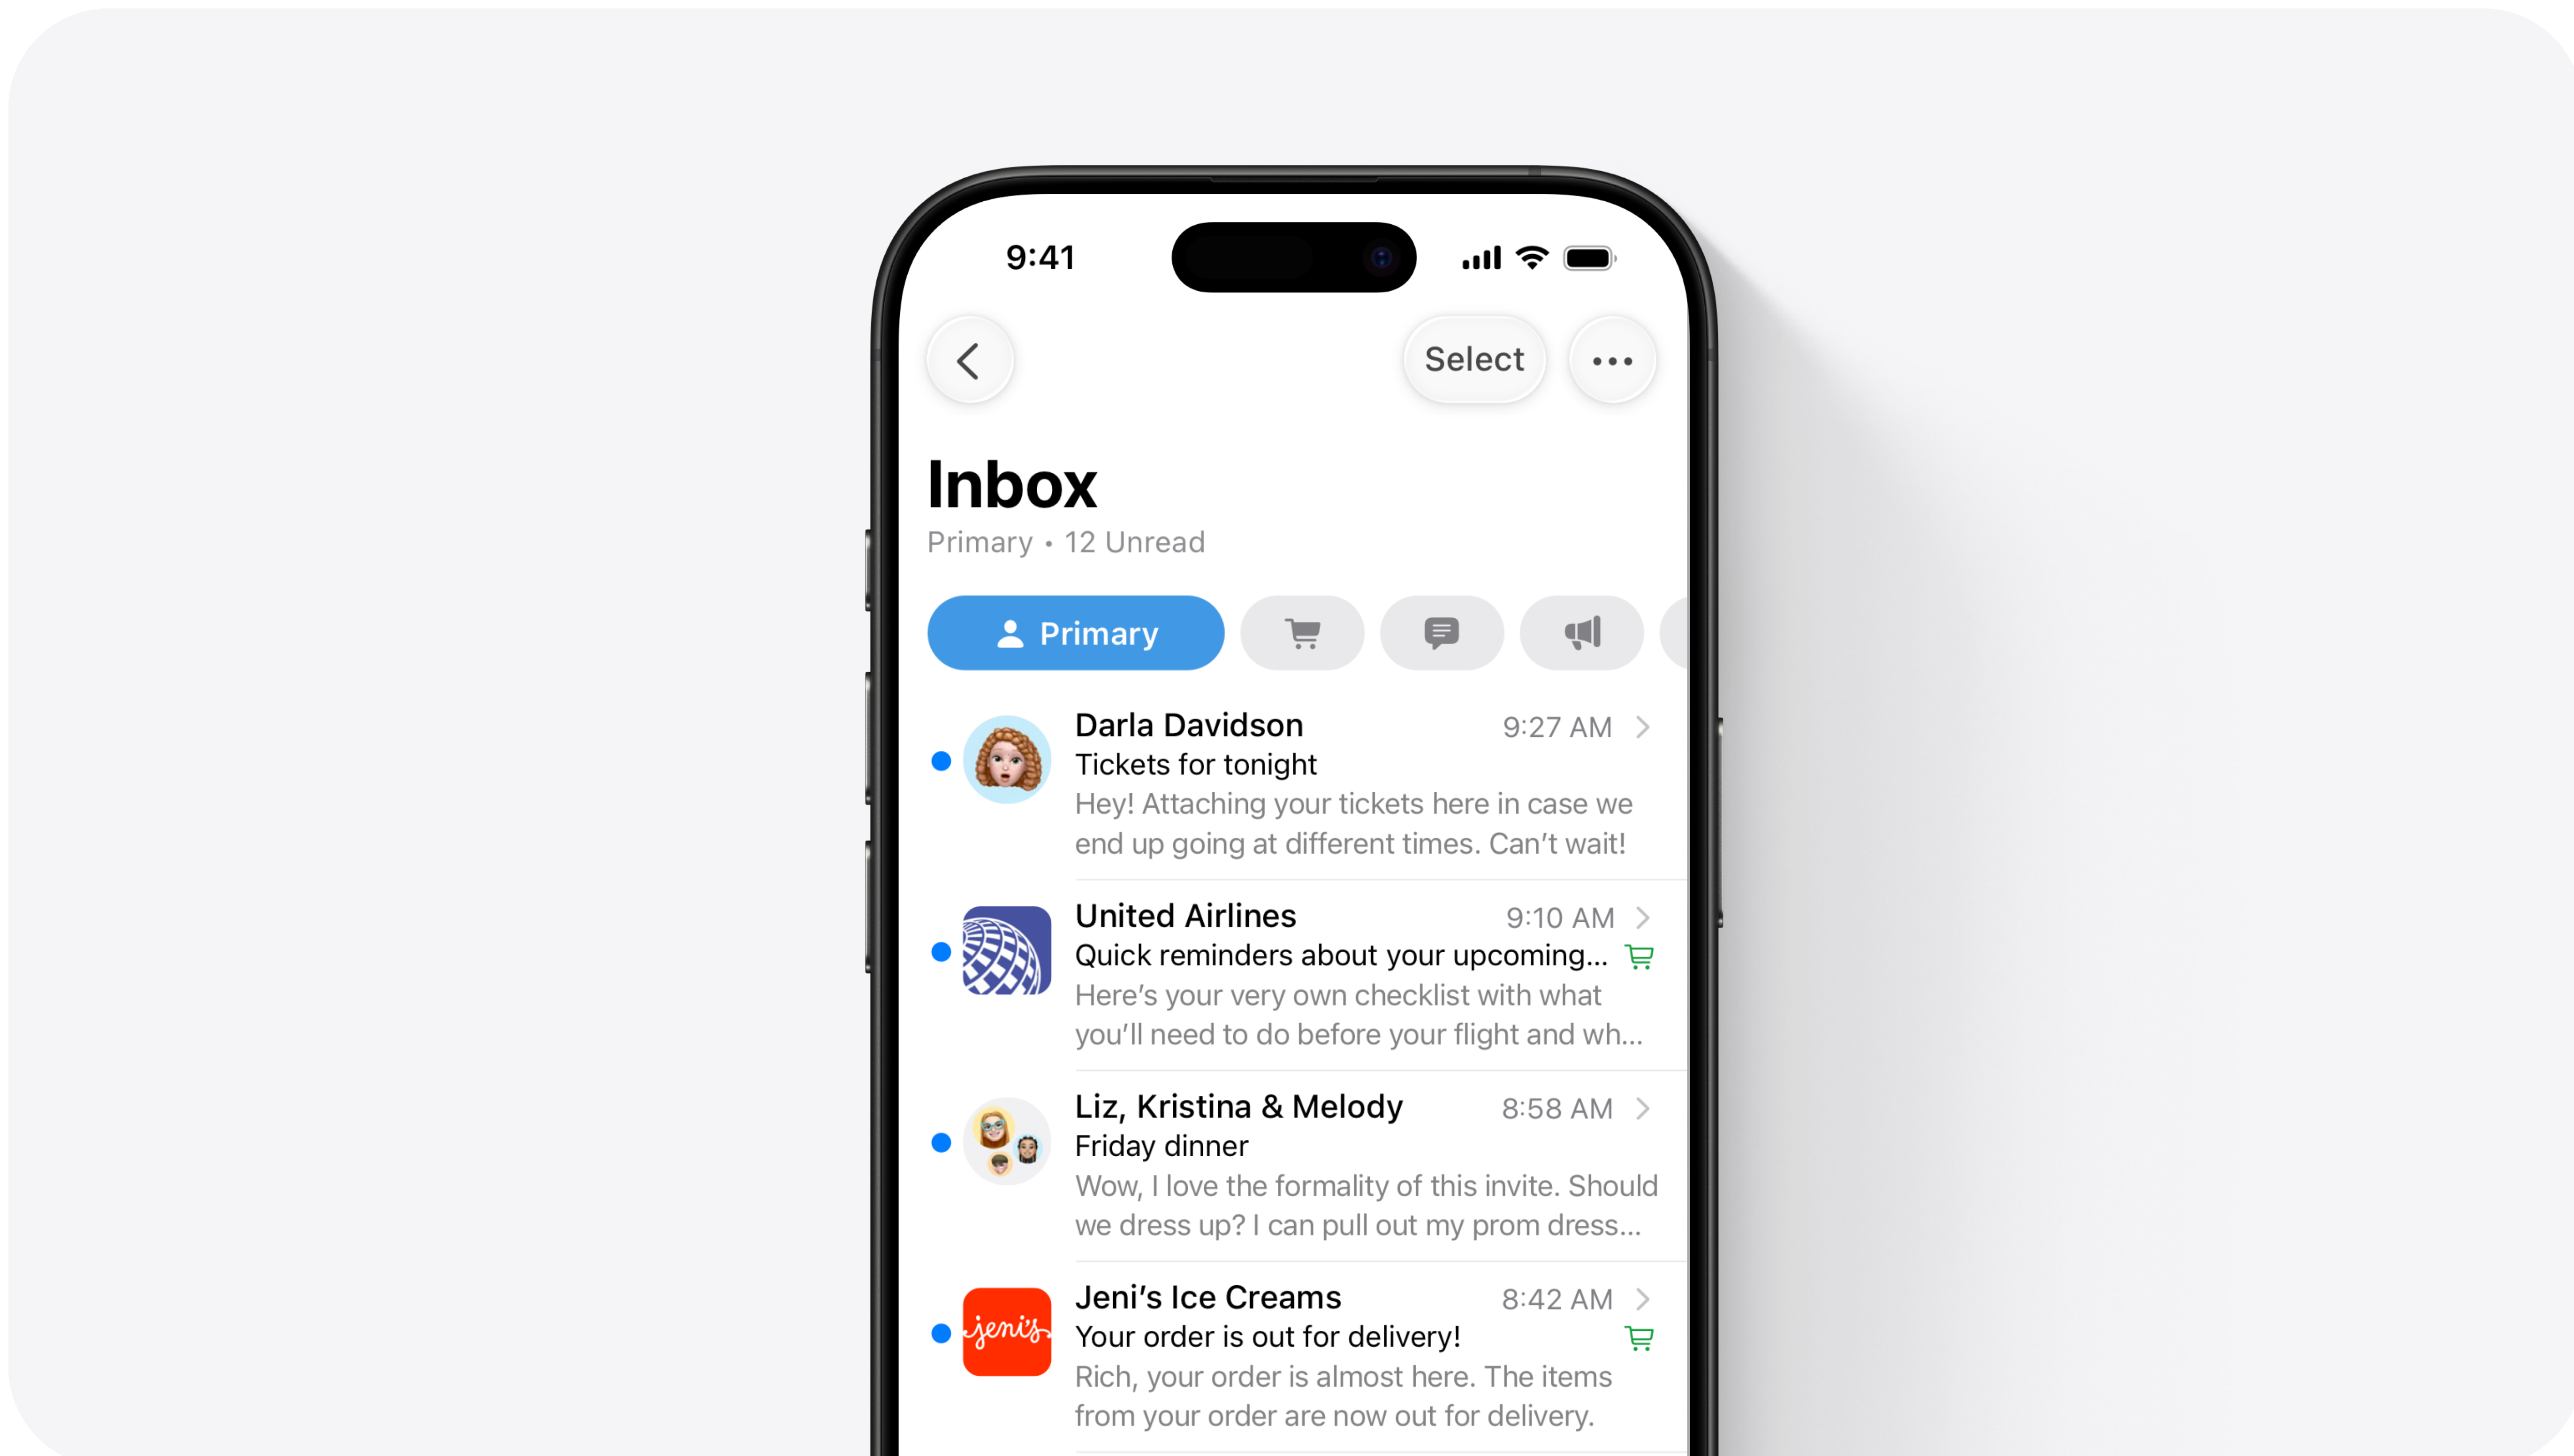 9:41
Select
Inbox
Primary • 12 Unread
Primary
Darla Davidson 9:27 AM
Tickets for tonight
Hey! Attaching your tickets here in case we
end up going at different times. Can’t wait!
United Airlines 9:10 AM
Quick reminders about your upcoming...
Here’s your very own checklist with what
you’ll need to do before your flight and wh...
Liz, Kristina & Melody 8:58 AM
Friday dinner
Wow, I love the formality of this invite. Should
we dress up? I can pull out my prom dress...
Jeni’s Ice Creams 8:42 AM
jeni's
Your order is out for delivery!
Rich, your order is almost here. The items
from your order are now out for delivery.